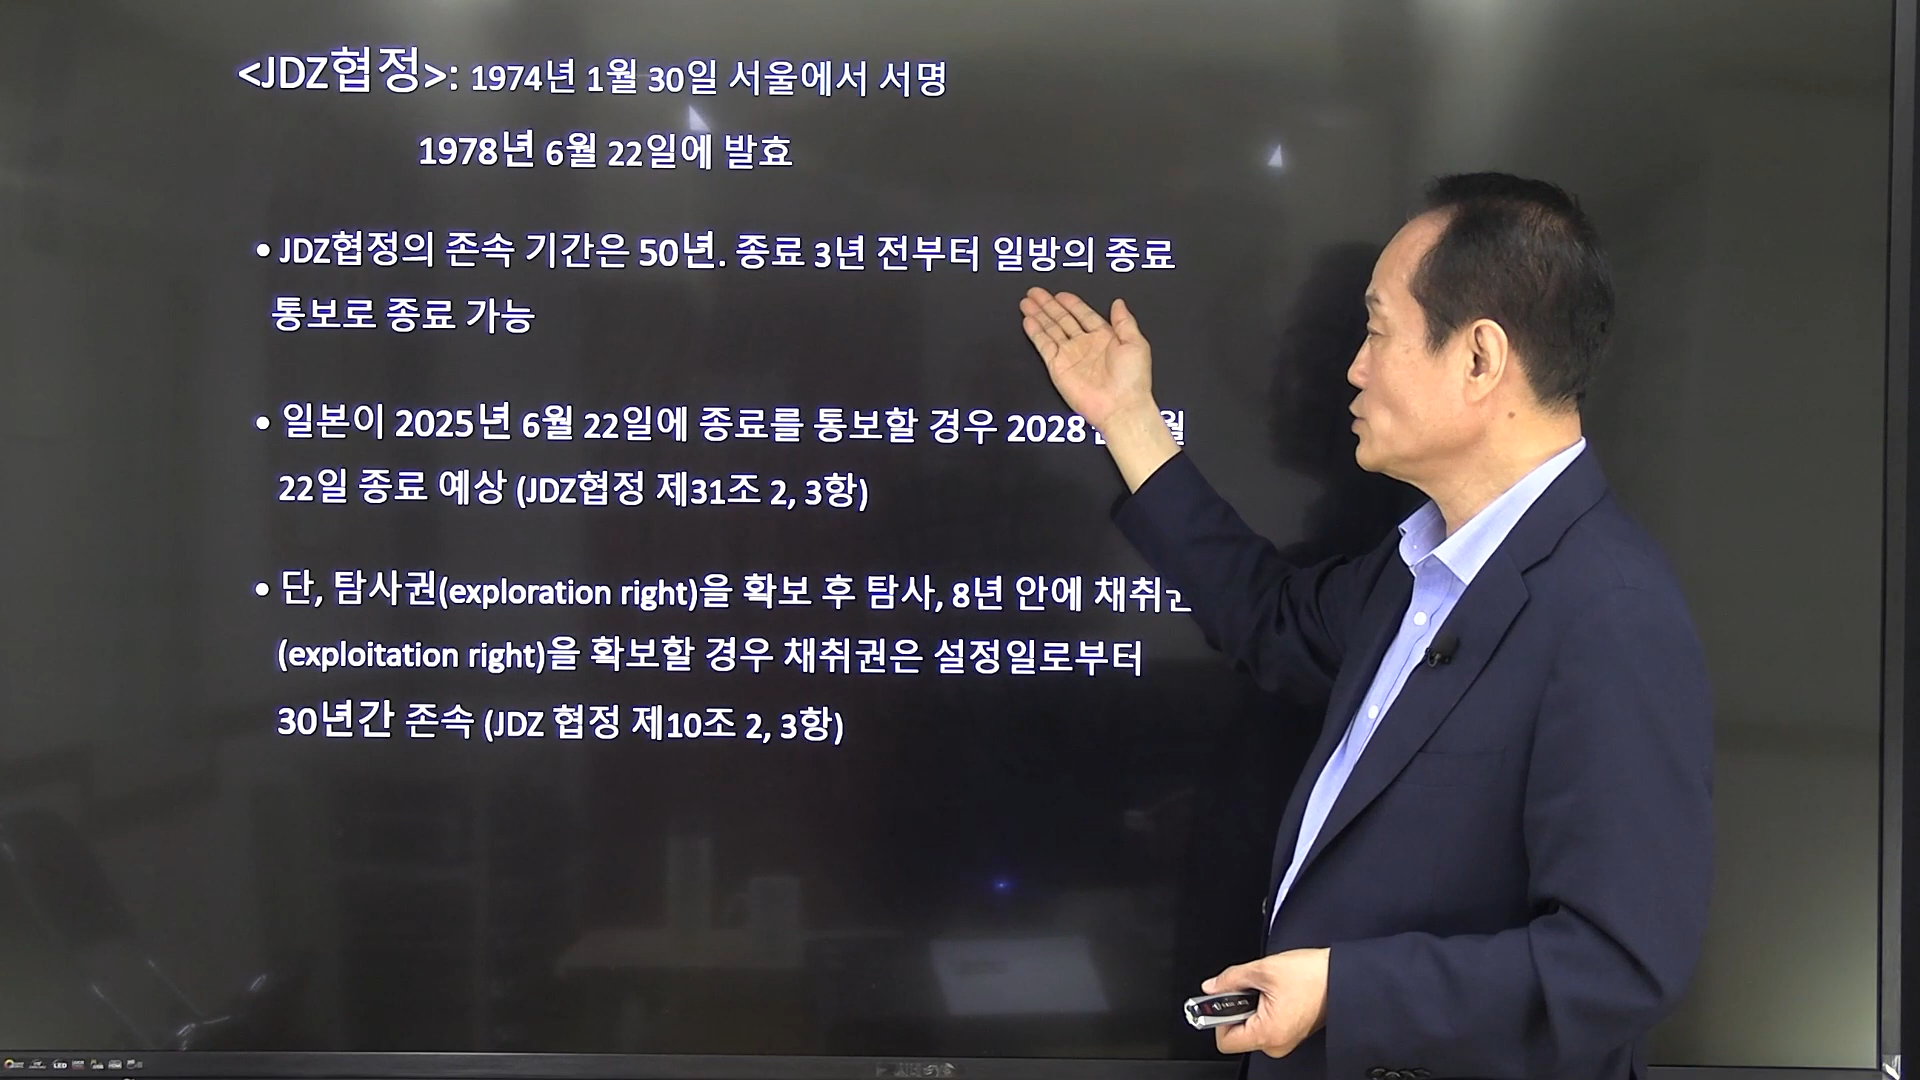 <JDZ협정>: 1974년 1월 30일 서울에서 서명
1978년 6월 22일에 발효
• JDZ협정의 존속 기간은 50년. 종료 3년 전부터 일방의 종료
통보로 종료 가능
• 일본이 2025년 6월 22일에 종료를 통보할 경우 2028 월
22일 종료 예상 (JDZ협정 제31조 2, 3항)
• 단, 탐사권(exploration right)을 확보 후 탐사, 8년 안에
(exploitation right)을 확보할 경우 채취권은 설정일로부터
30년간 존속 (JDZ 협정 제10조 2, 3항)
LED